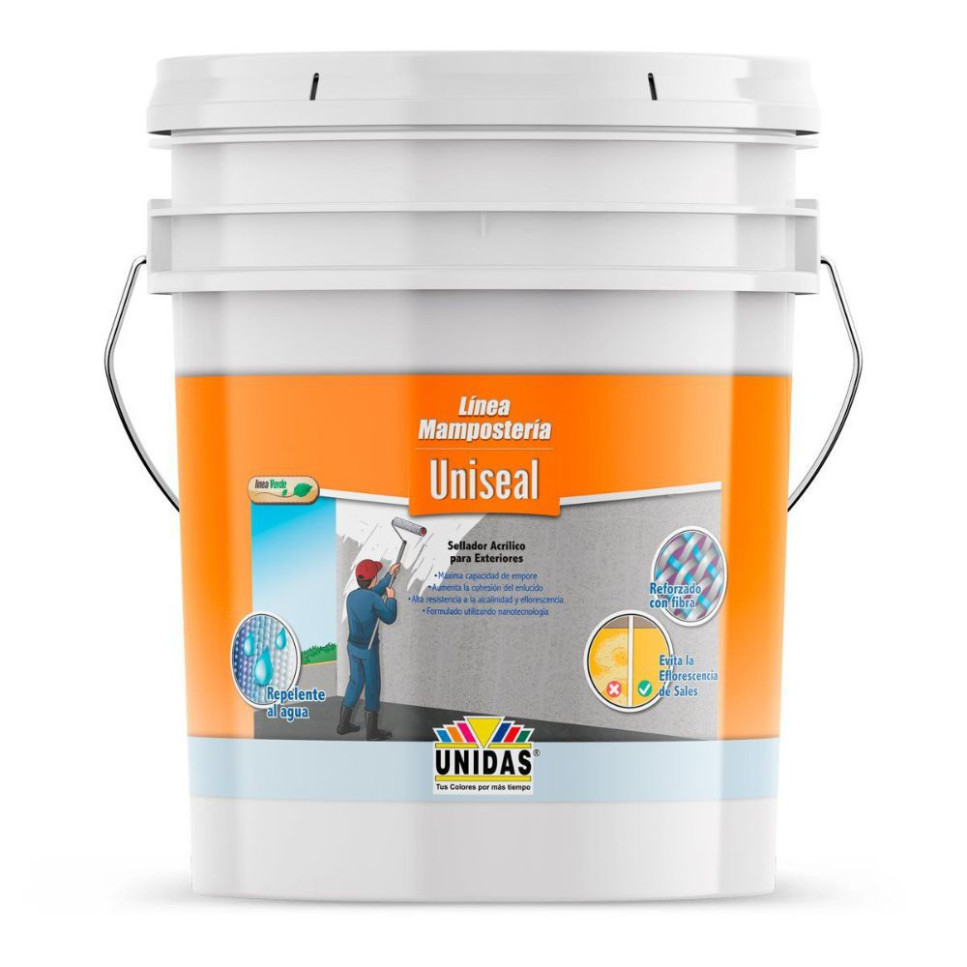 Línea
Mampostería
Uniseal
línea Verde
Sellador Acrílico
para Exteriores
•Máxima capacidad de empore
•Aumenta la cohesión del enlucido
•Alta resistencia a la alcalinidad y eflorescencia
•Formulado utilizando nanotecnología
Reforzado
con fibra
Evita la
Eflorescencia
de Sales
Repelente
al agua
UNIDAS®
Tus Colores por más tiempo